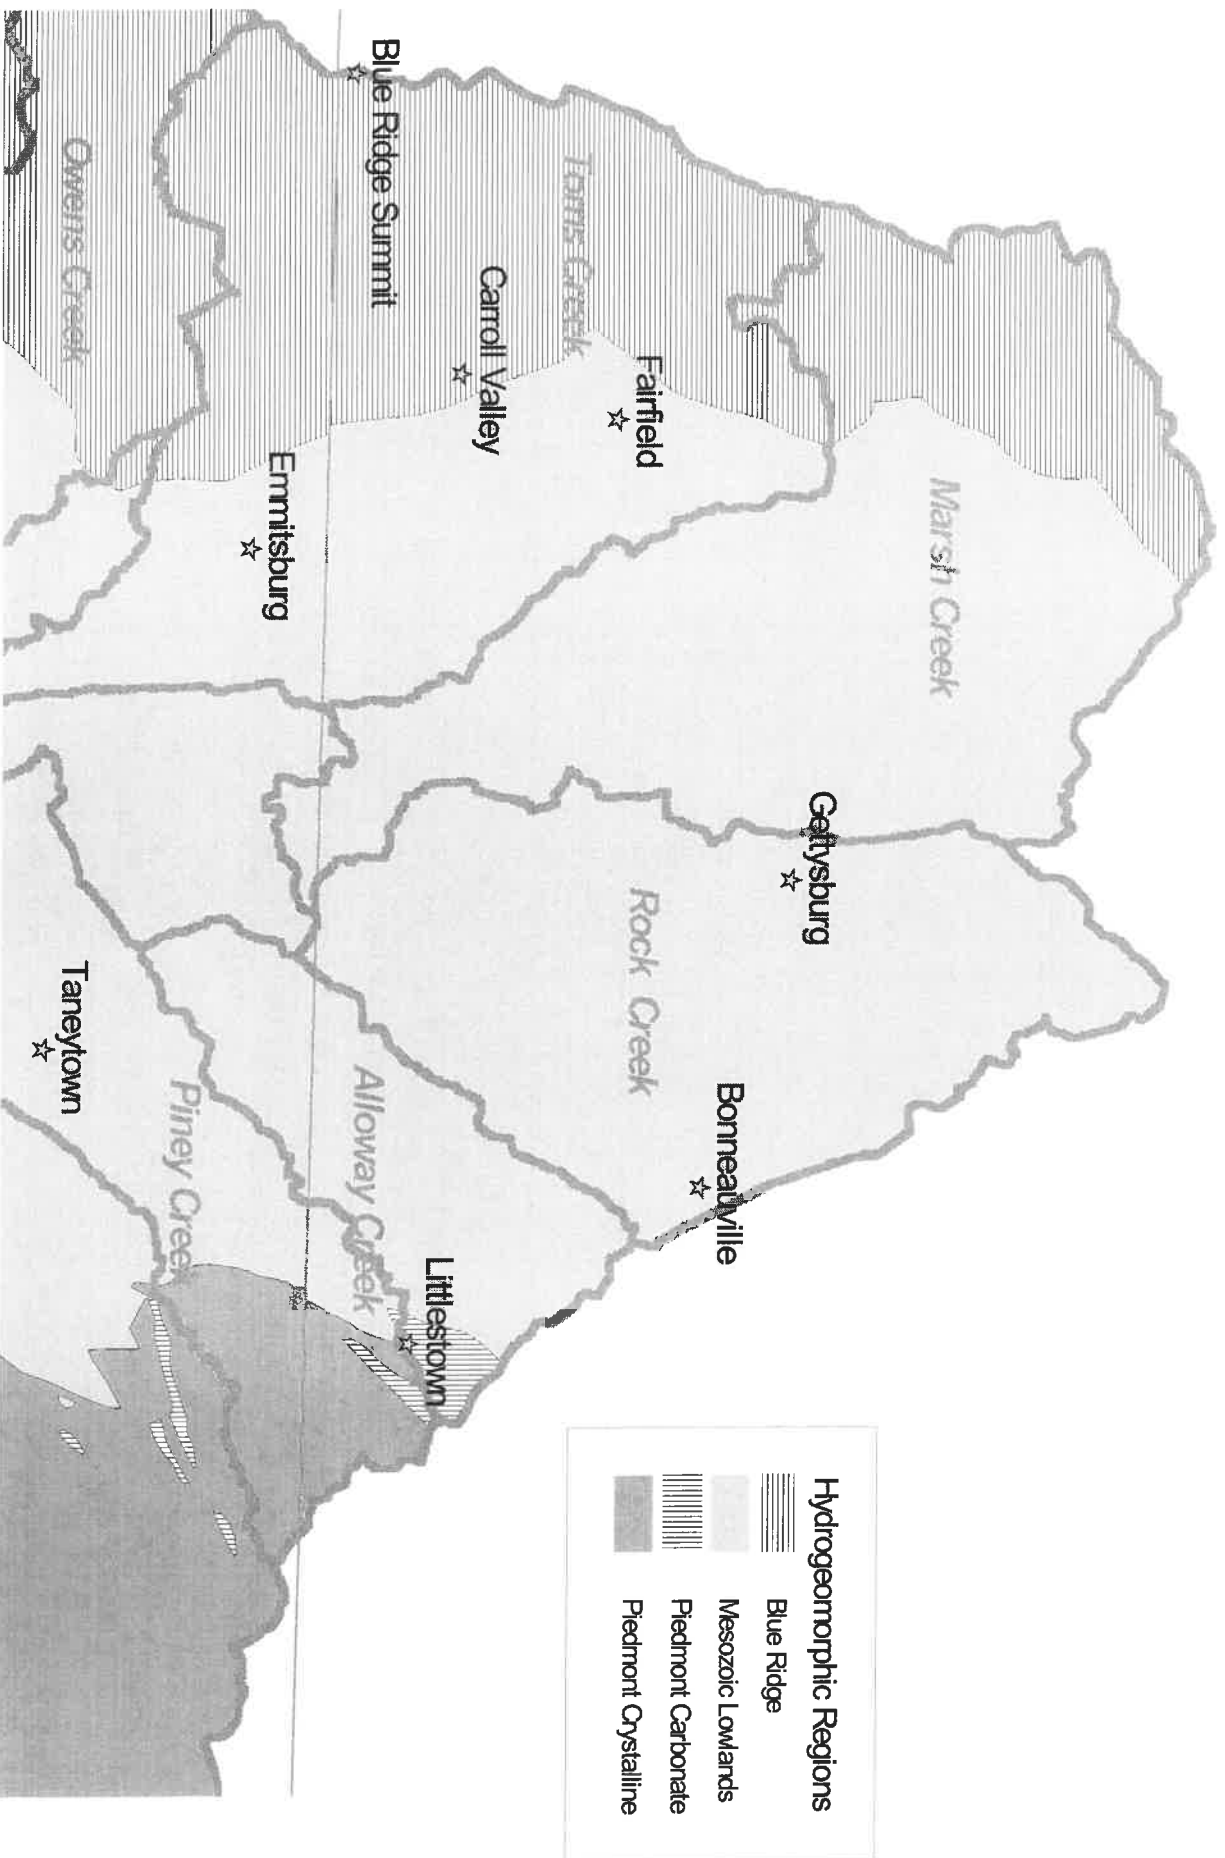 Marsh Creek
Gettysburg
Bonneauville
Rock Creek
Fairfield
Toms Creek
Carroll Valley
Blue Ridge Summit
Littlestown
Alloway Creek
Emmitsburg
Piney Creek
Owens Creek
Taneytown
Hydrogeomorphic Regions
Blue Ridge
Mesozoic Lowlands
Piedmont Carbonate
Piedmont Crystalline